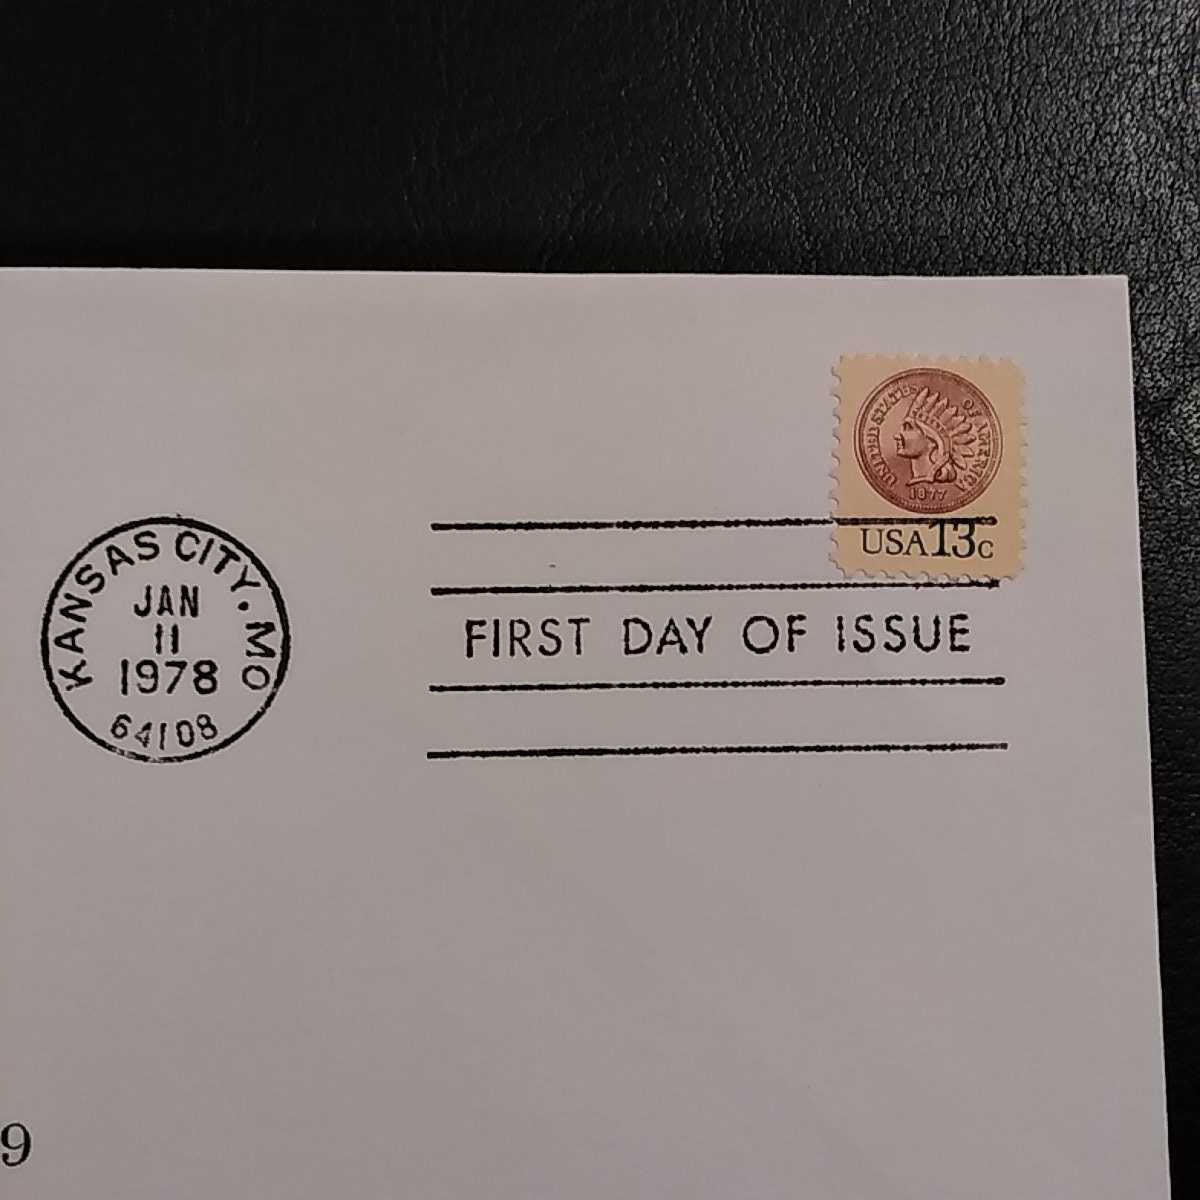 UNITED STATES OF AMERICA
1877
USA 13c
KANSAS CITY, MO
JAN
11
1978
64108
FIRST DAY OF ISSUE
9